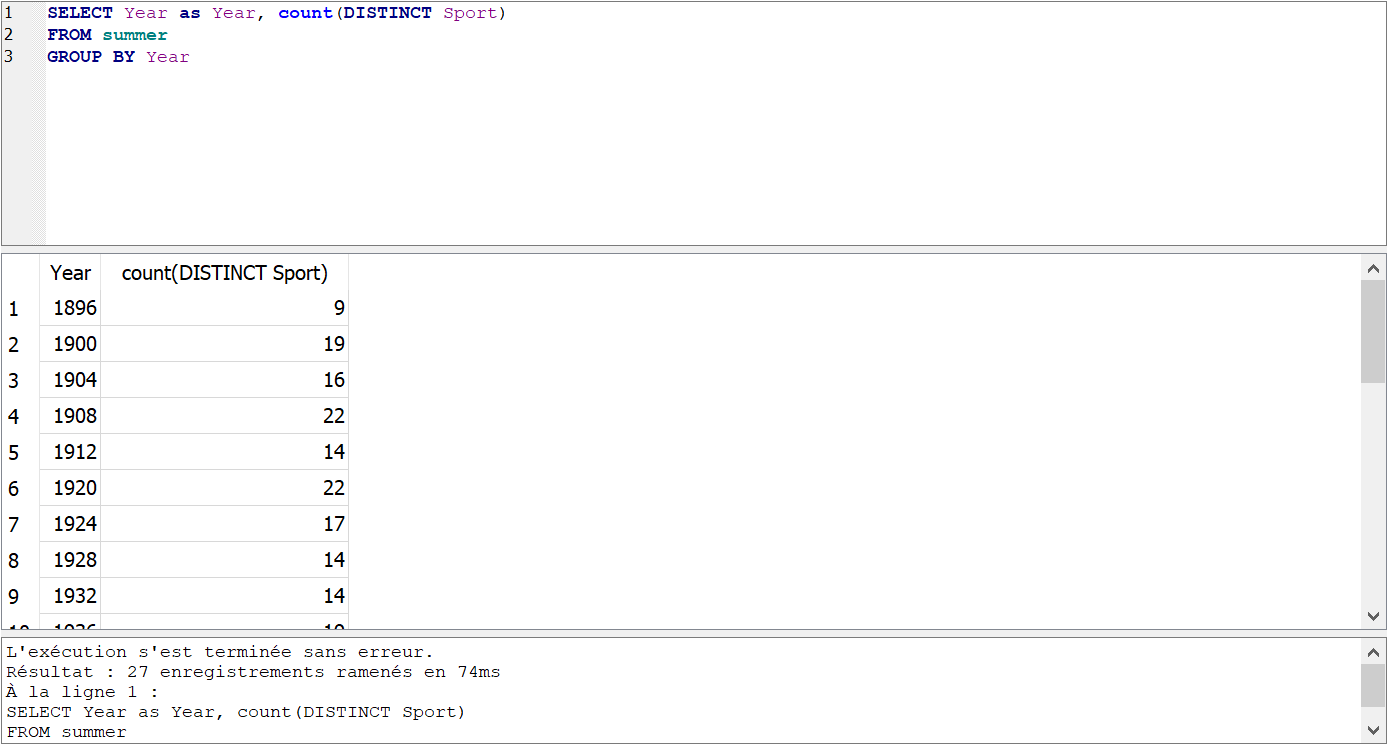 1 SELECT Year as Year, count(DISTINCT Sport)
2 FROM summer
3 GROUP BY Year
Year count(DISTINCT Sport)
1 1896 9
2 1900 19
3 1904 16
4 1908 22
5 1912 14
6 1920 22
7 1924 17
8 1928 14
9 1932 14
L'exécution s'est terminée sans erreur.
Résultat : 27 enregistrements ramenés en 74ms
À la ligne 1 :
SELECT Year as Year, count(DISTINCT Sport)
FROM summer